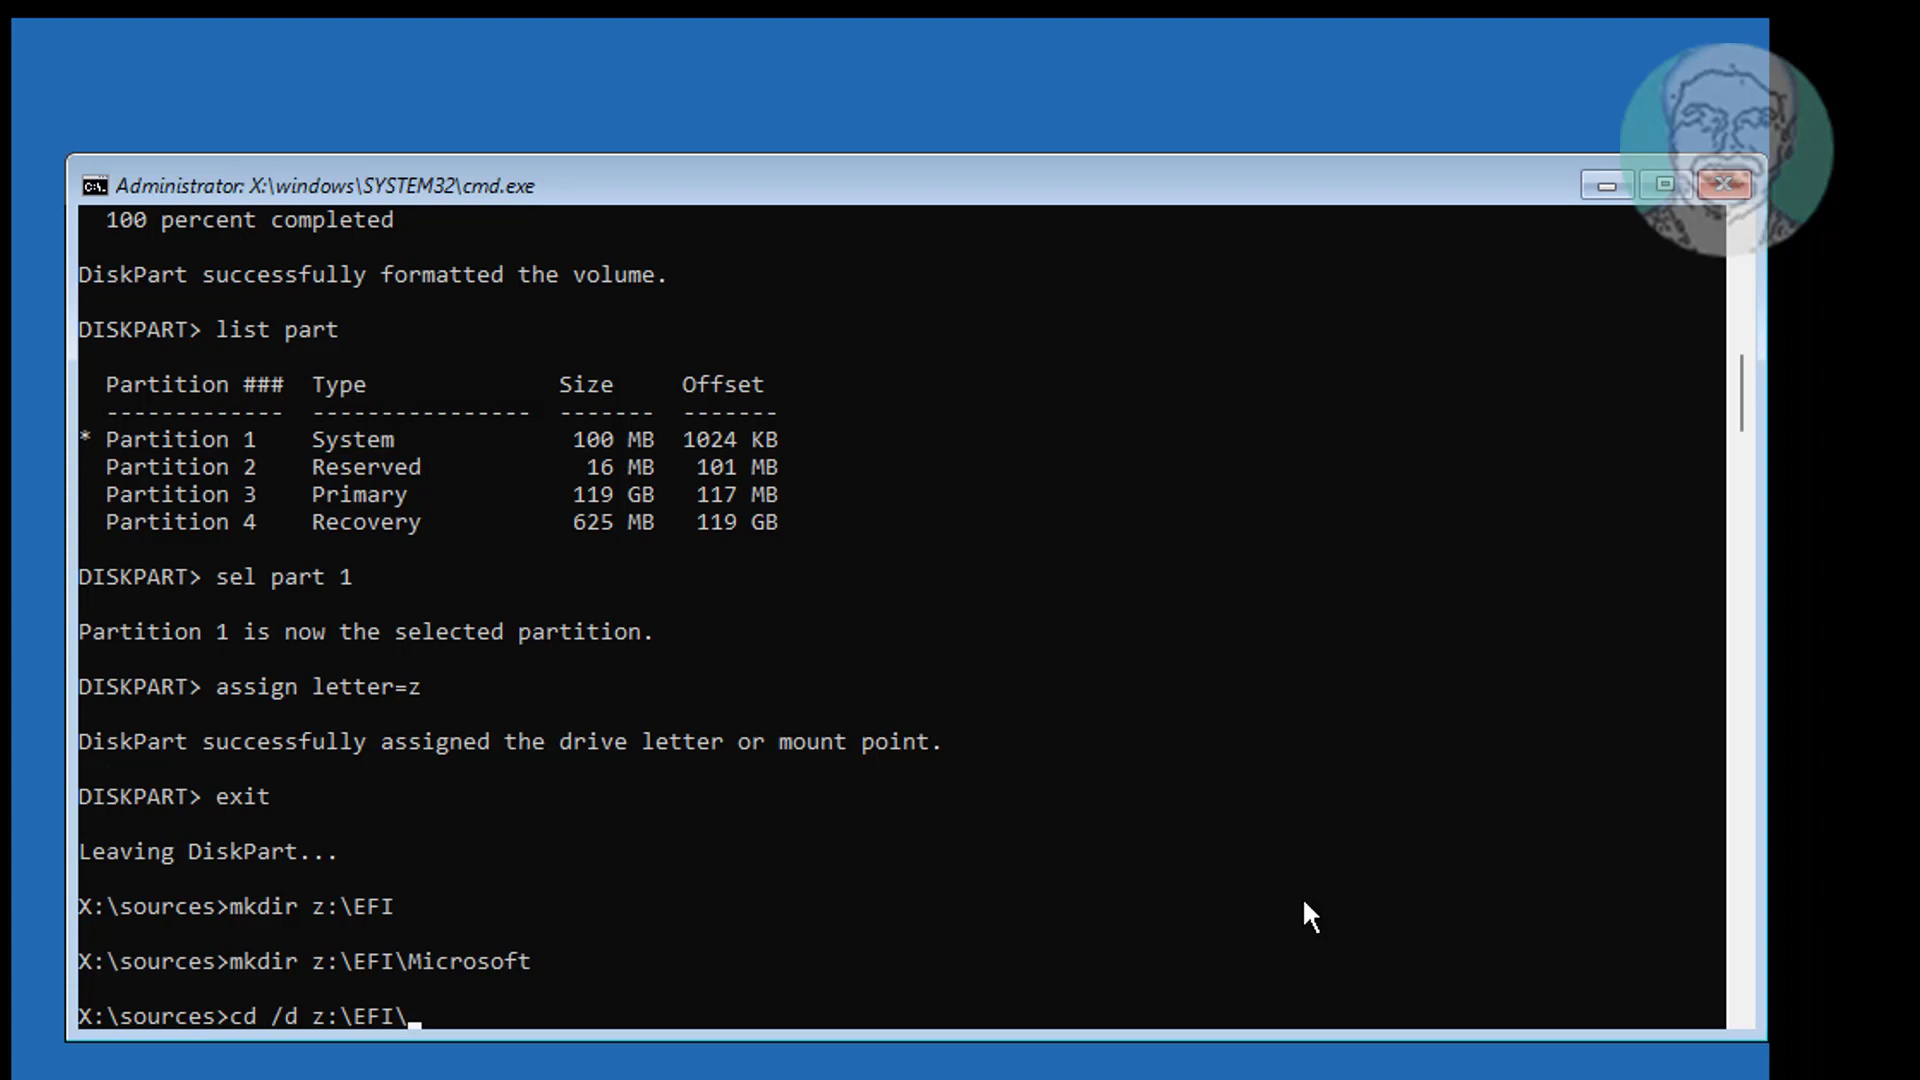 Administrator: X:\windows\SYSTEM32\cmd.exe
100 percent completed
DiskPart successfully formatted the volume.
DISKPART> list part
Partition ### Type Size Offset
------------- ---------------- ------- -------
* Partition 1 System 100 MB 1024 KB
Partition 2 Reserved 16 MB 101 MB
Partition 3 Primary 119 GB 117 MB
Partition 4 Recovery 625 MB 119 GB
DISKPART> sel part 1
Partition 1 is now the selected partition.
DISKPART> assign letter=z
DiskPart successfully assigned the drive letter or mount point.
DISKPART> exit
Leaving DiskPart...
X:\sources>mkdir z:\EFI
X:\sources>mkdir z:\EFI\Microsoft
X:\sources>cd /d z:\EFI\